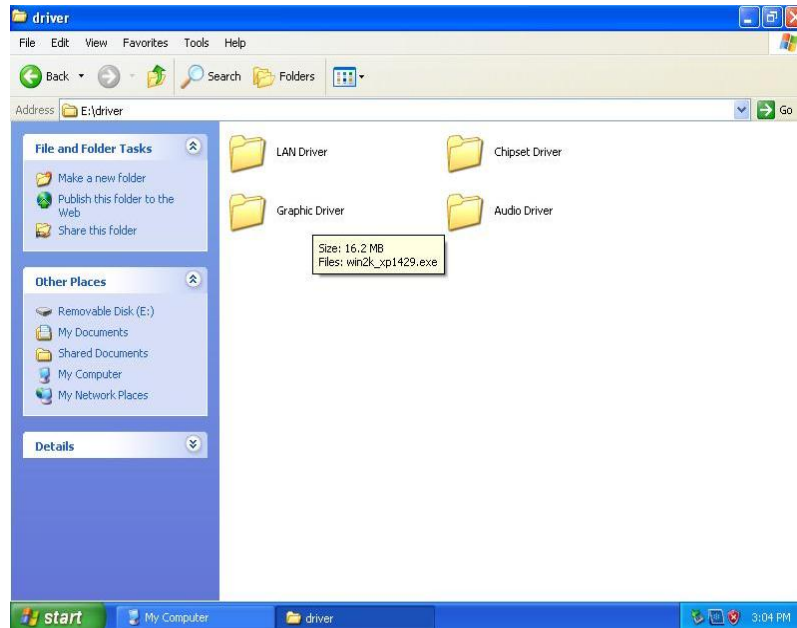 driver
File Edit View Favorites Tools Help
Back Search Folders
Address E:\driver Go
File and Folder Tasks
Make a new folder
Publish this folder to the
Web
Share this folder
Other Places
Removable Disk (E:)
My Documents
Shared Documents
My Computer
My Network Places
Details
LAN Driver Chipset Driver
Graphic Driver Audio Driver
Size: 16.2 MB
Files: win2k_xp1429.exe
start My Computer driver 3:04 PM